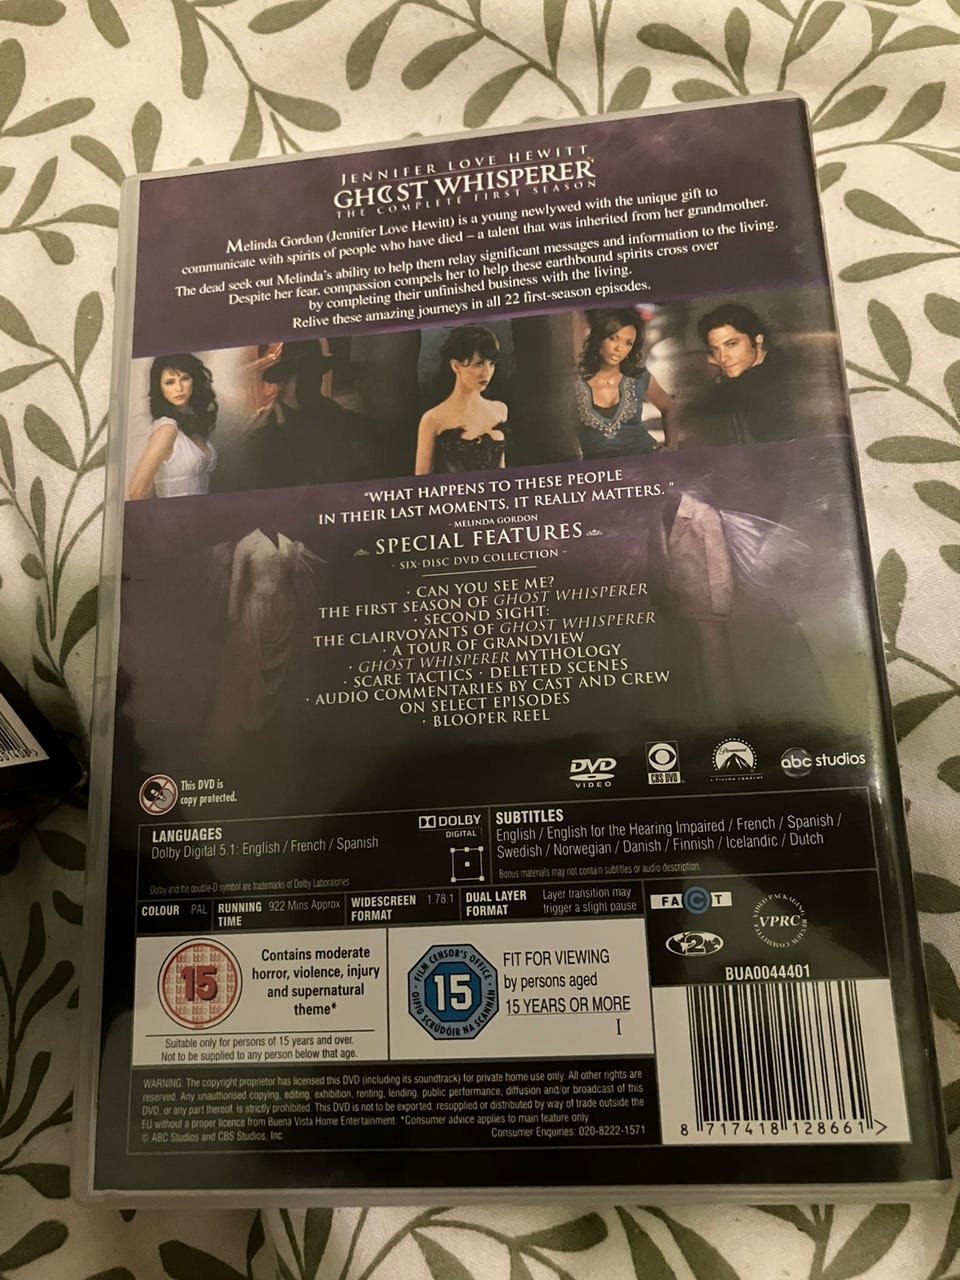 JENNIFER LOVE HEWITT
GHOST WHISPERER
THE COMPLETE FIRST SEASON
Melinda Gordon (Jennifer Love Hewitt) is a young newlywed with the unique gift to
communicate with spirits of people who have died – a talent that was inherited from her grandmother.
The dead seek out Melinda's ability to help them relay significant messages and information to the living.
Despite her fear, compassion compels her to help these earthbound spirits cross over
by completing their unfinished business with the living.
Relive these amazing journeys in all 22 first-season episodes.
"WHAT HAPPENS TO THESE PEOPLE
IN THEIR LAST MOMENTS, IT REALLY MATTERS. "
- MELINDA GORDON
SPECIAL FEATURES
- SIX-DISC DVD COLLECTION -
· CAN YOU SEE ME?
THE FIRST SEASON OF GHOST WHISPERER
· SECOND SIGHT:
THE CLAIRVOYANTS OF GHOST WHISPERER
· A TOUR OF GRANDVIEW
· GHOST WHISPERER MYTHOLOGY
· SCARE TACTICS · DELETED SCENES
· AUDIO COMMENTARIES BY CAST AND CREW
ON SELECT EPISODES
· BLOOPER REEL
This DVD is
copy protected.
DVD
VIDEO
CBS DVD
Paramount
abc studios
LANGUAGES
Dolby Digital 5.1: English / French / Spanish
DOLBY
DIGITAL
Dolby and the double-D symbol are trademarks of Dolby Laboratories.
SUBTITLES
English / English for the Hearing Impaired / French / Spanish /
Swedish / Norwegian / Danish / Finnish / Icelandic / Dutch
Bonus materials may not contain subtitles or audio description.
COLOUR PAL
RUNNING TIME 922 Mins Approx
WIDESCREEN FORMAT 1.78:1
DUAL LAYER FORMAT Layer transition may trigger a slight pause
FACT
2
VIDEO PACKAGING REVIEW COMMITTEE
VPRC
BUA0044401
15
Contains moderate
horror, violence, injury
and supernatural
theme*
Suitable only for persons of 15 years and over.
Not to be supplied to any person below that age.
FILM CENSOR'S OFFICE
15
OIFIG SCRÚDÓIR NA SCANNÁN
FIT FOR VIEWING
by persons aged
15 YEARS OR MORE
I
WARNING: The copyright proprietor has licensed this DVD (including its soundtrack) for private home use only. All other rights are
reserved. Any unauthorised copying, editing, exhibition, renting, lending, public performance, diffusion and/or broadcast of this
DVD, or any part thereof, is strictly prohibited. This DVD is not to be exported, resupplied or distributed by way of trade outside the
EU without a proper licence from Buena Vista Home Entertainment. *Consumer advice applies to main feature only
© ABC Studios and CBS Studios, Inc.
Consumer Enquiries: 020-8222-1571
8 717418 128661 >